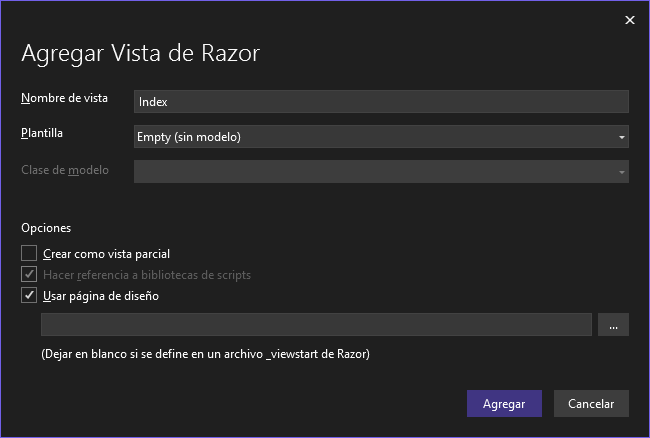 Agregar Vista de Razor
Nombre de vista
Index
Plantilla
Empty (sin modelo)
Clase de modelo
Opciones
Crear como vista parcial
Hacer referencia a bibliotecas de scripts
Usar página de diseño
...
(Dejar en blanco si se define en un archivo _viewstart de Razor)
Agregar Cancelar